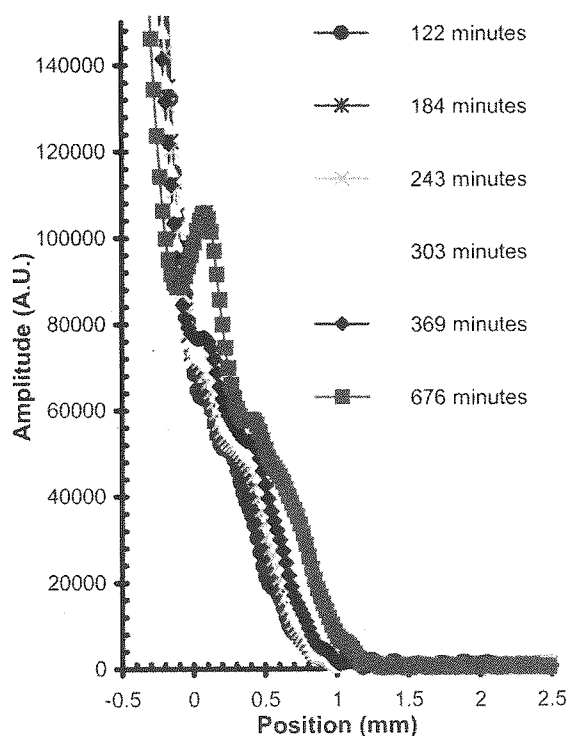 140000
120000
100000
80000
60000
40000
20000
0
Amplitude (A.U.)
-0.5 0 0.5 1 1.5 2 2.5
Position (mm)
122 minutes
184 minutes
243 minutes
303 minutes
369 minutes
676 minutes